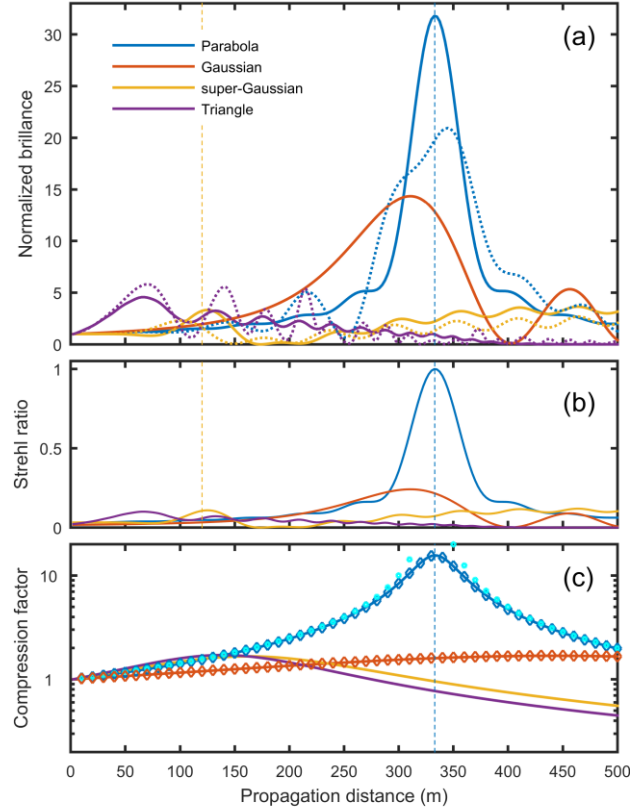 (a)
Parabola
Gaussian
super-Gaussian
Triangle
Normalized brillance
30
25
20
15
10
5
0
(b)
Strehl ratio
1
0.5
0
(c)
Compression factor
10
1
0 50 100 150 200 250 300 350 400 450 500
Propagation distance (m)